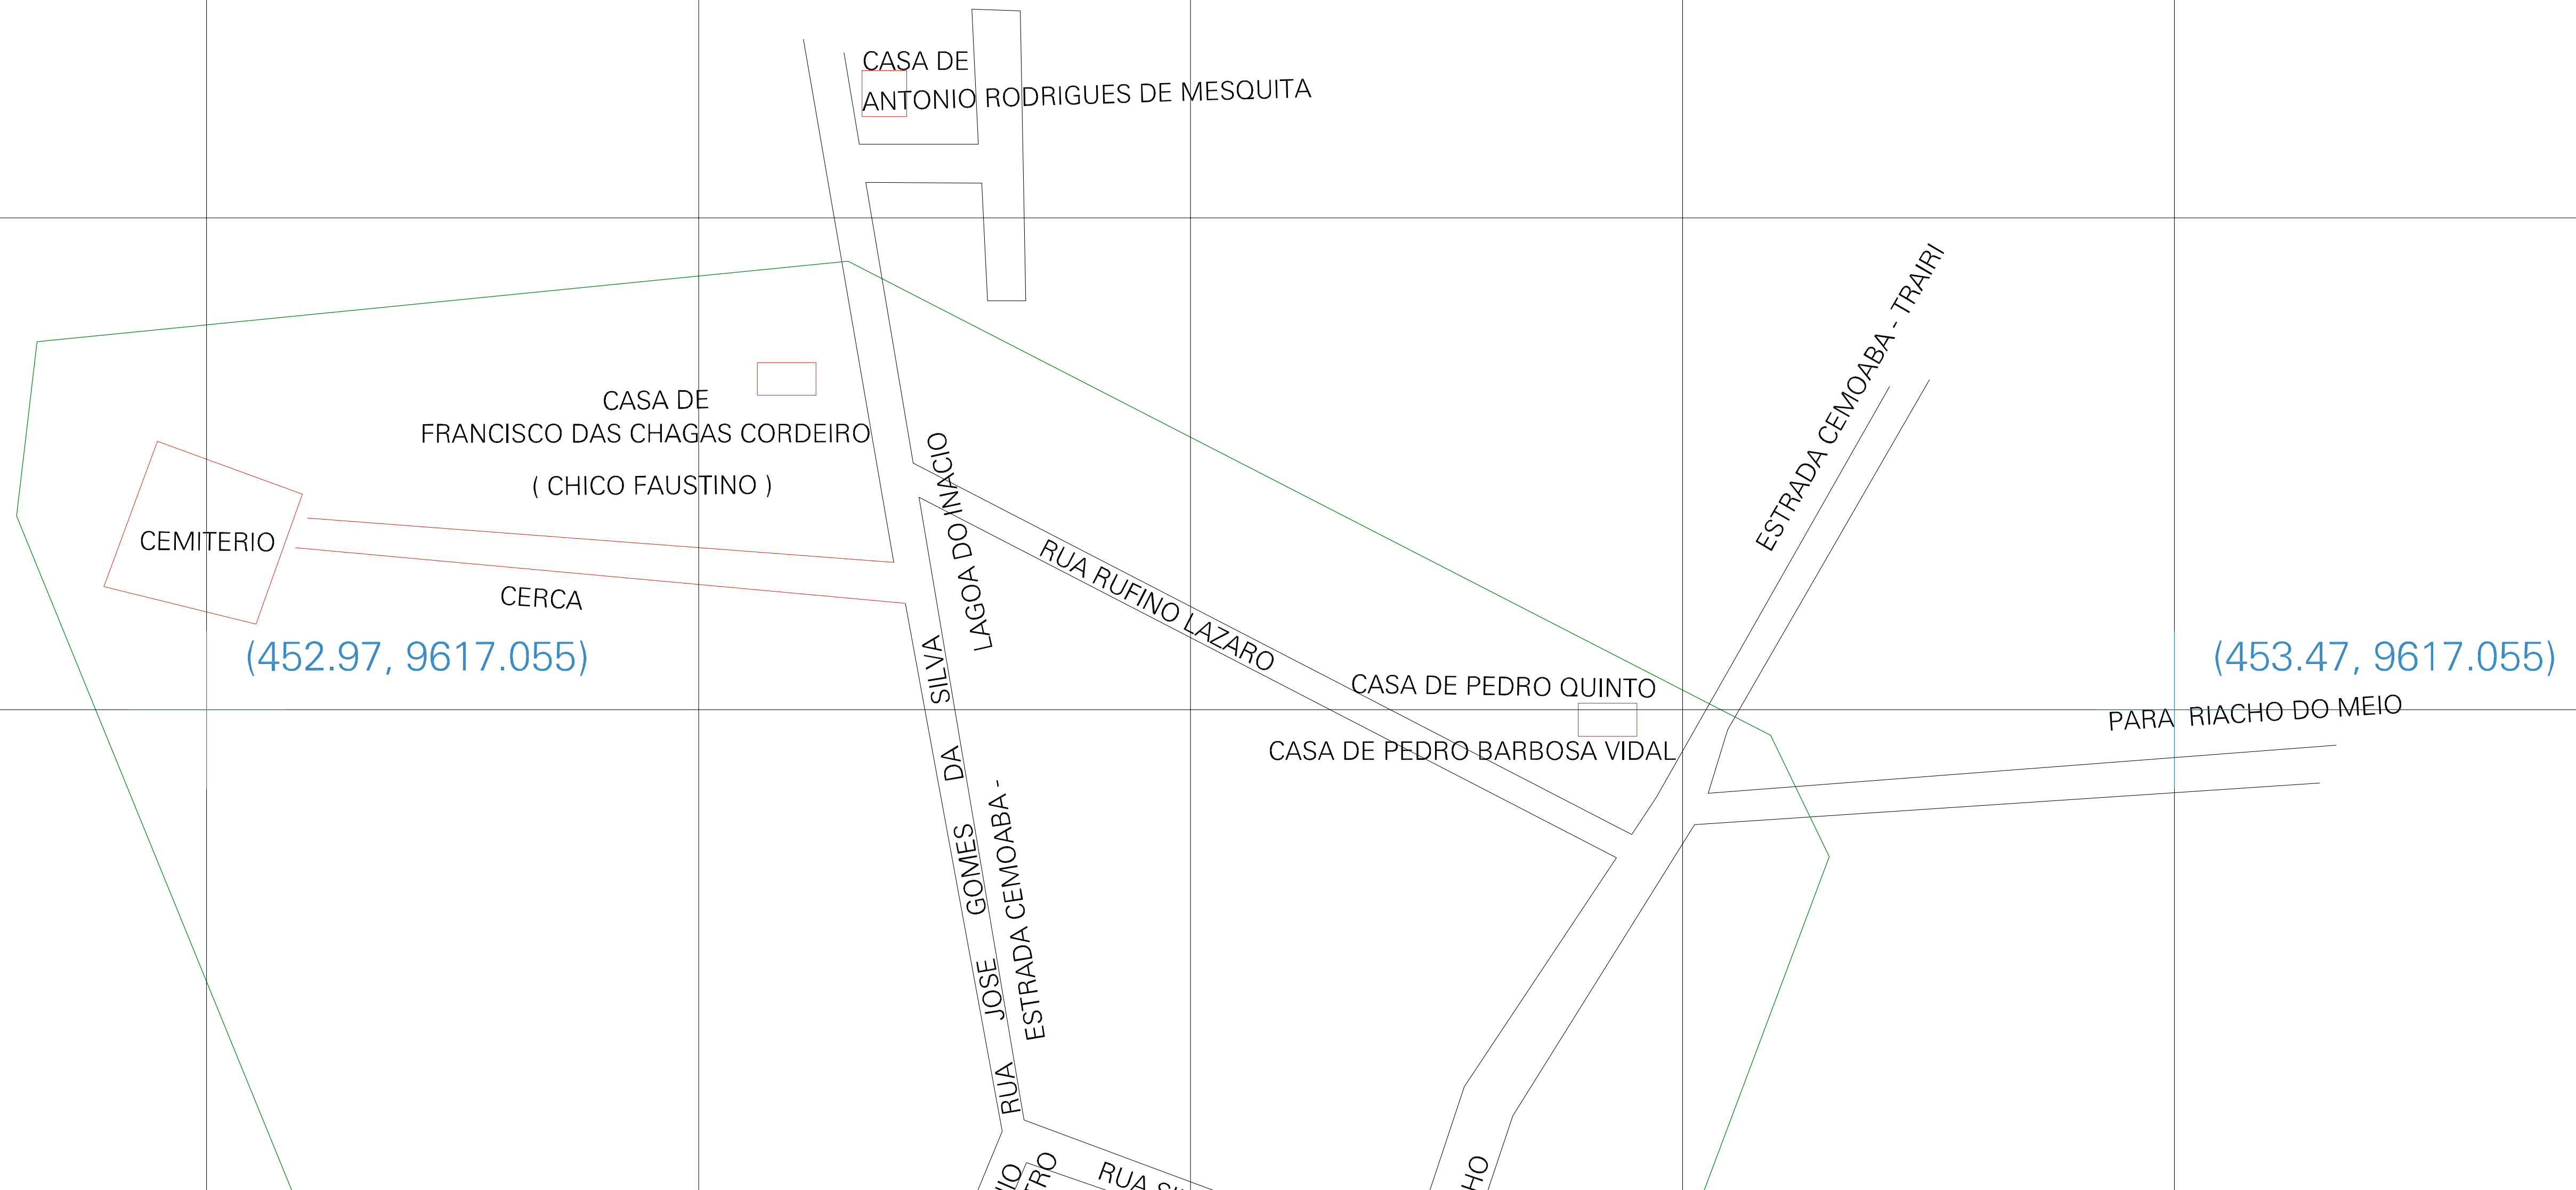 CASA DE
ANTONIO RODRIGUES DE MESQUITA
ESTRADA CEMOABA - TRAIRI
CASA DE
FRANCISCO DAS CHAGAS CORDEIRO
( CHICO FAUSTINO )
LAGOA DO INACIO
CEMITERIO
CERCA
RUA RUFINO LAZARO
(452.97, 9617.055)
(453.47, 9617.055)
CASA DE PEDRO QUINTO
PARA RIACHO DO MEIO
CASA DE PEDRO BARBOSA VIDAL
RUA JOSE GOMES DA SILVA
ESTRADA CEMOABA -
RUA